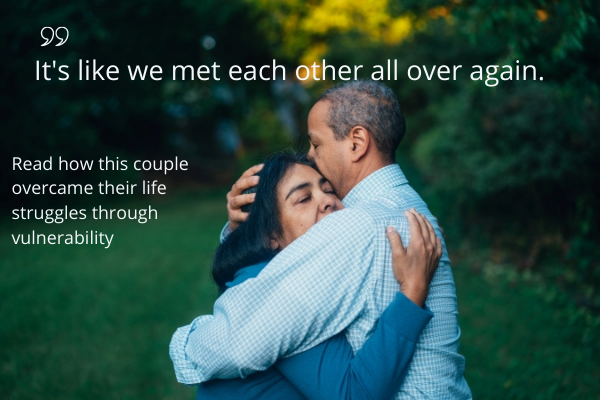 99
It's like we met each other all over again.
Read how this couple
overcame their life
struggles through
vulnerability